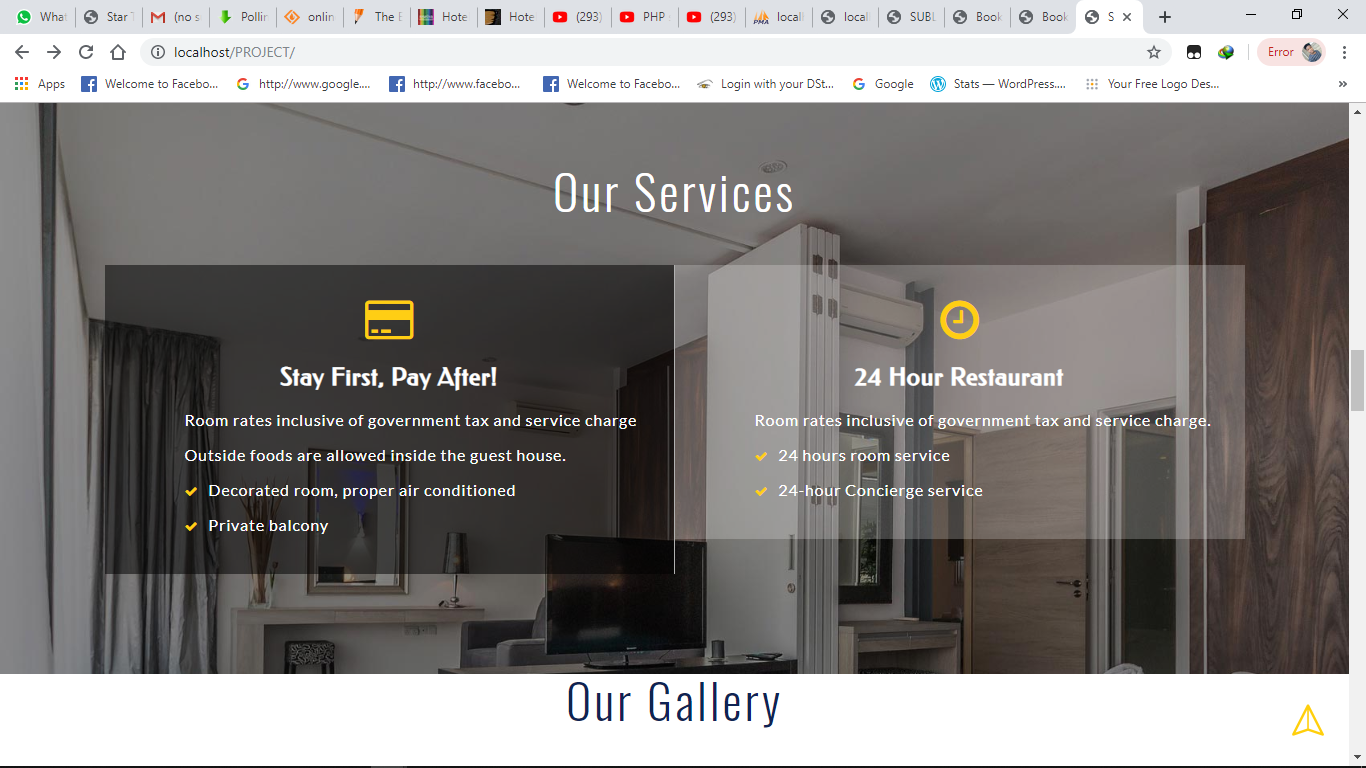 What
Star T
(no s
Pollin
onlin
The E
Hote
Hote
(293)
PHP
(293)
locall
local
SUBL
Book
Book
S
localhost/PROJECT/
Error
Apps
Welcome to Facebo...
http://www.google....
http://www.facebo...
Welcome to Facebo...
Login with your DSt...
Google
Stats — WordPress....
Your Free Logo Des...
»
Our Services
Stay First, Pay After!
Room rates inclusive of government tax and service charge
Outside foods are allowed inside the guest house.
Decorated room, proper air conditioned
Private balcony
24 Hour Restaurant
Room rates inclusive of government tax and service charge.
24 hours room service
24-hour Concierge service
Our Gallery